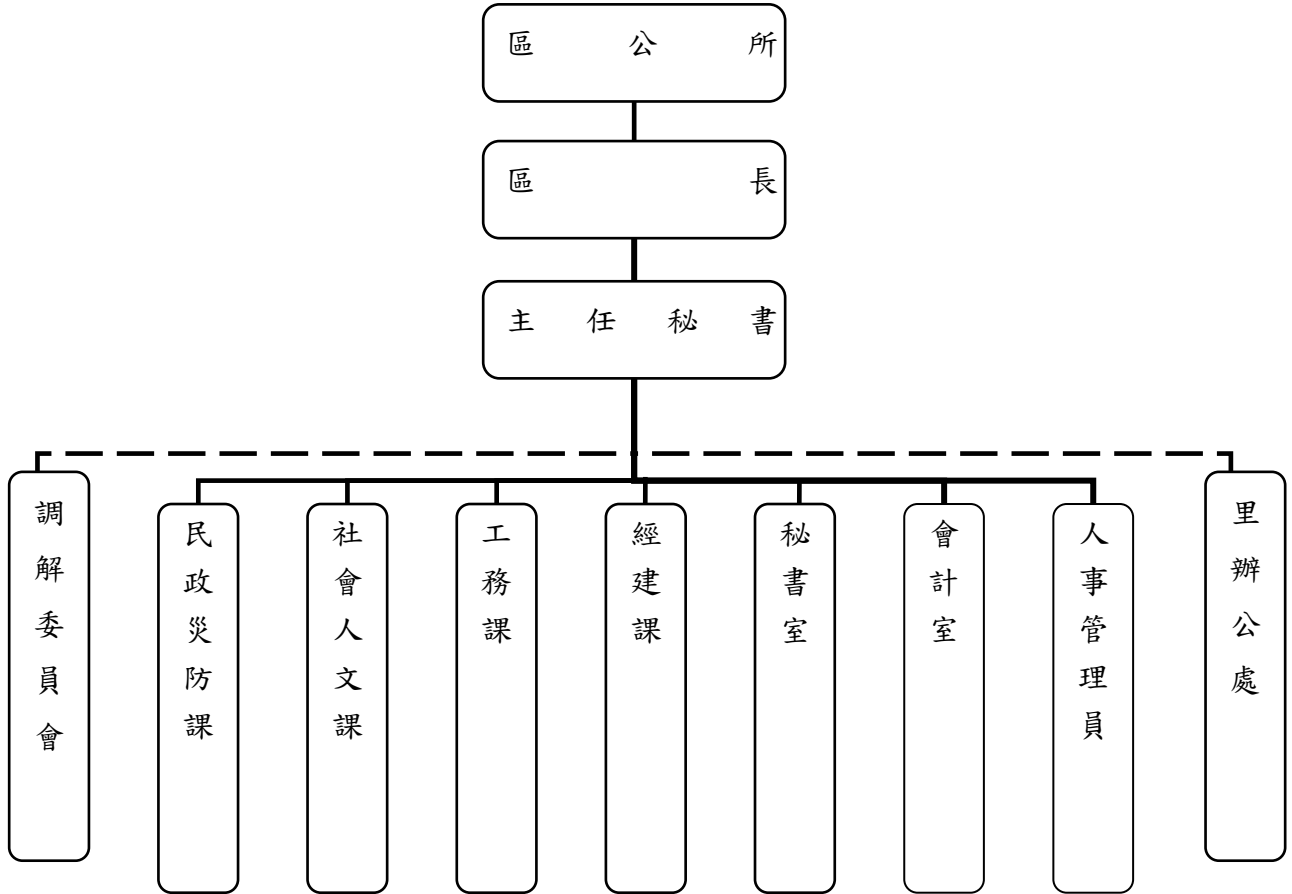 區公所
區長
主任秘書
調解委員會
民政災防課
社會人文課
工務課
經建課
秘書室
會計室
人事管理員
里辦公處